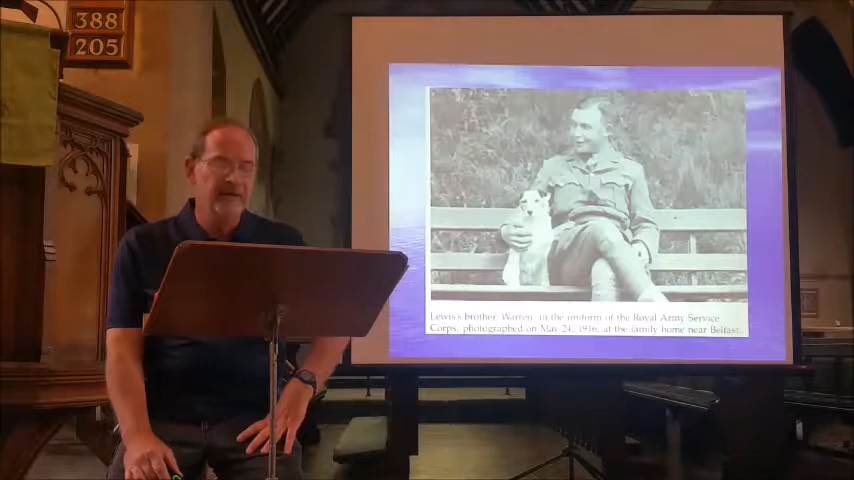 388
205
Lewis's brother, Warren, in the uniform of the Royal Army Service
Corps, photographed on May 24, 1916, at the family home near Belfast.